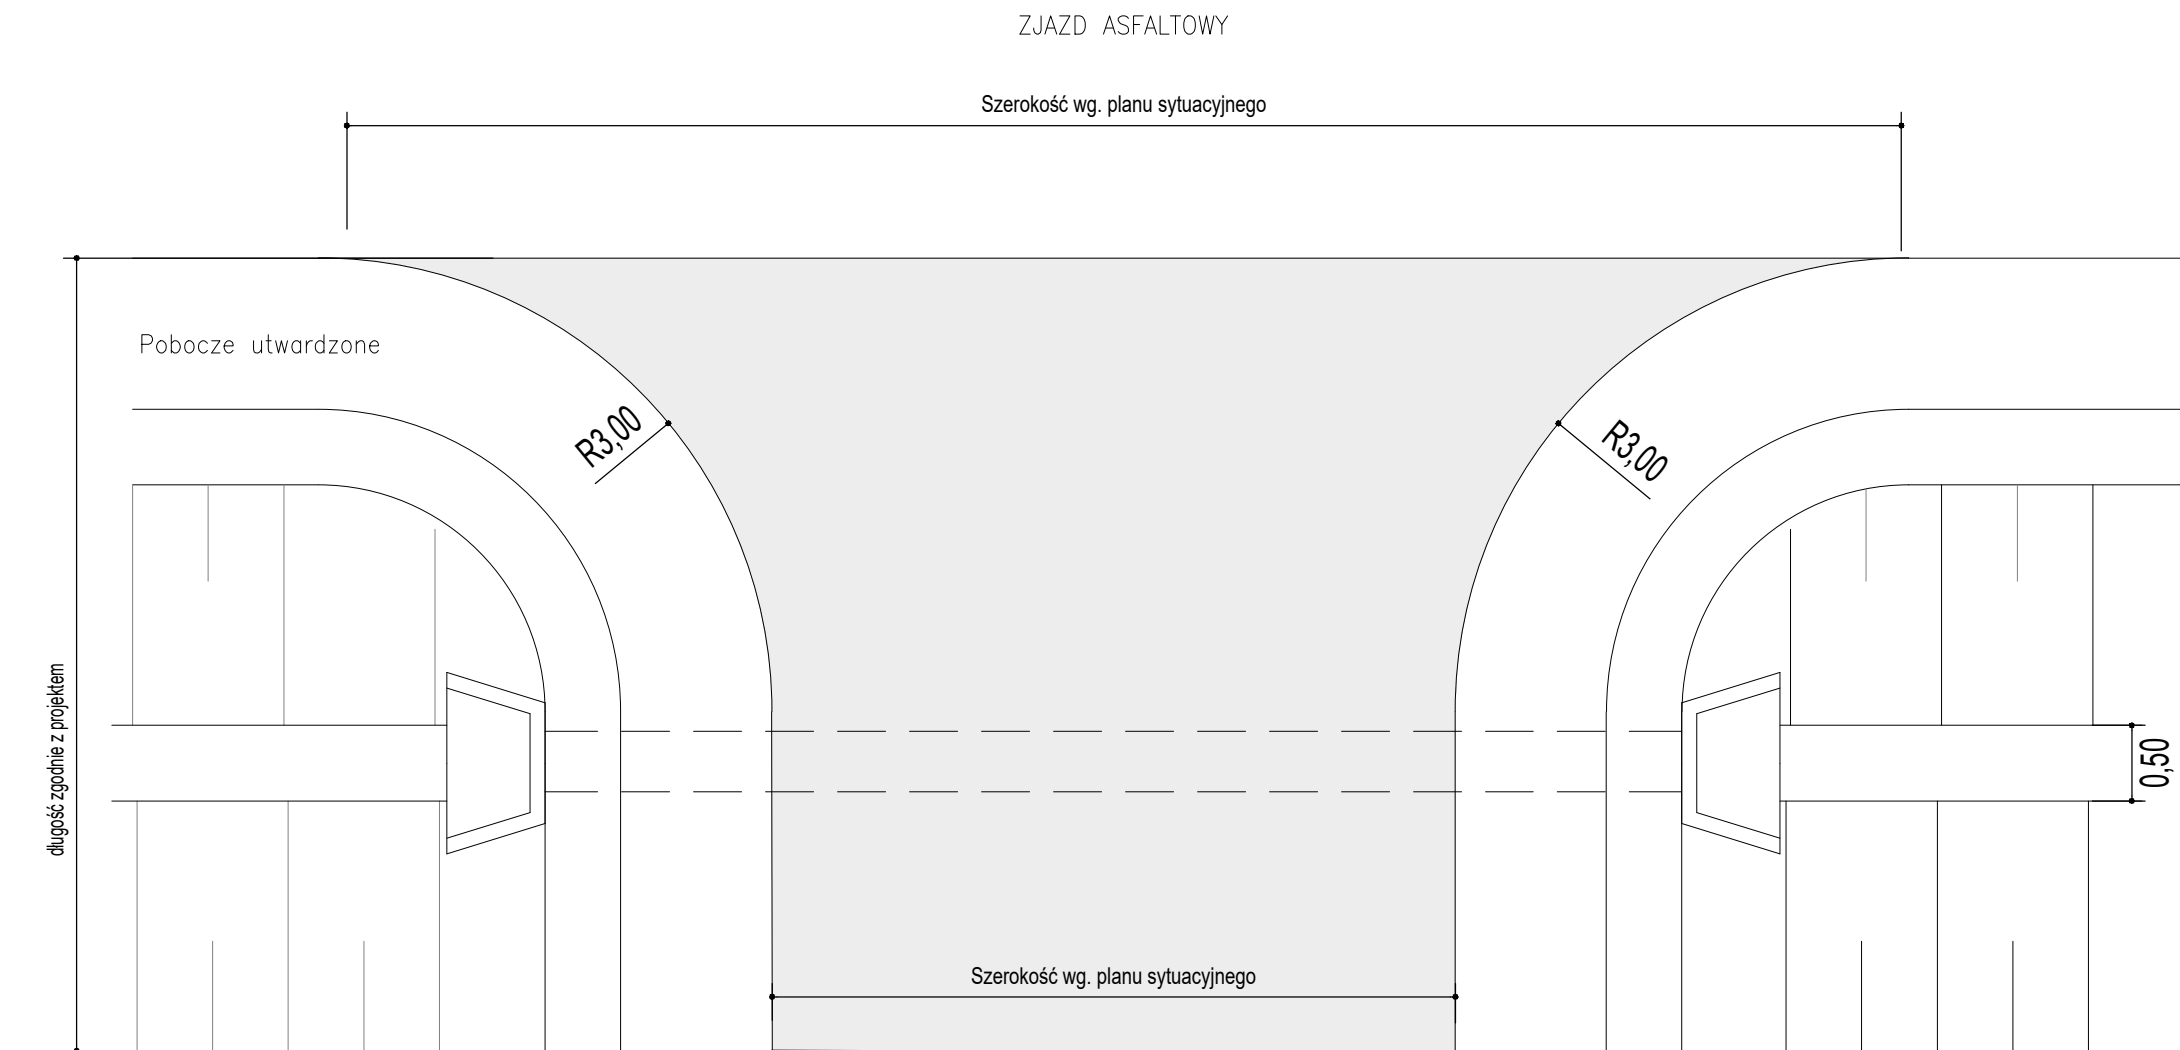 ZJAZD ASFALTOWY
Szerokość wg. planu sytuacyjnego
Pobocze utwardzone
R3,00
R3,00
długość zgodnie z projektem
0,50
Szerokość wg. planu sytuacyjnego